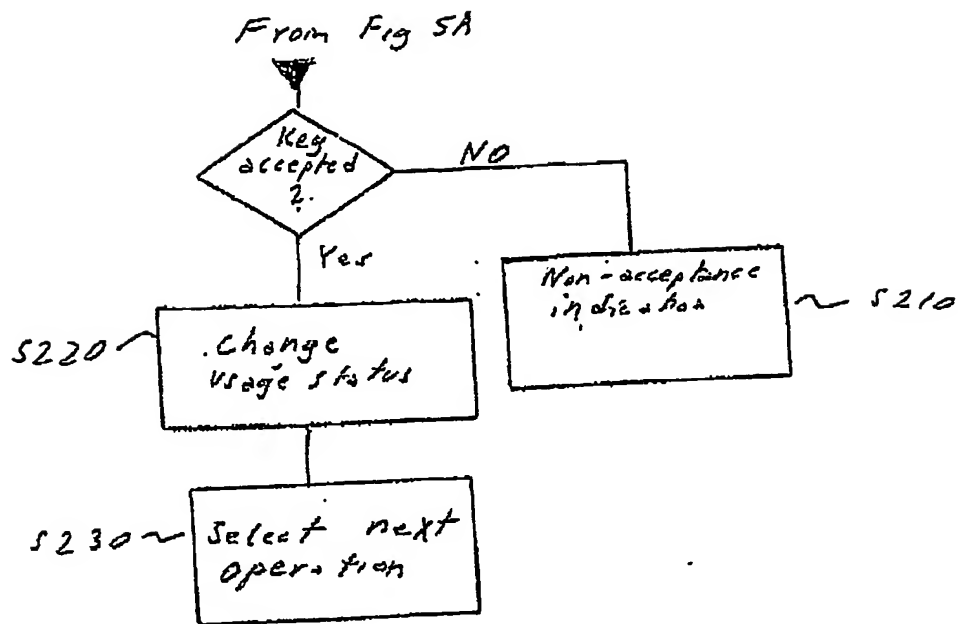 From Fig 5A
Key
accepted
?
NO
Yes
Non-acceptance
indication
S210
S220
Change
usage status
S230
Select next
operation